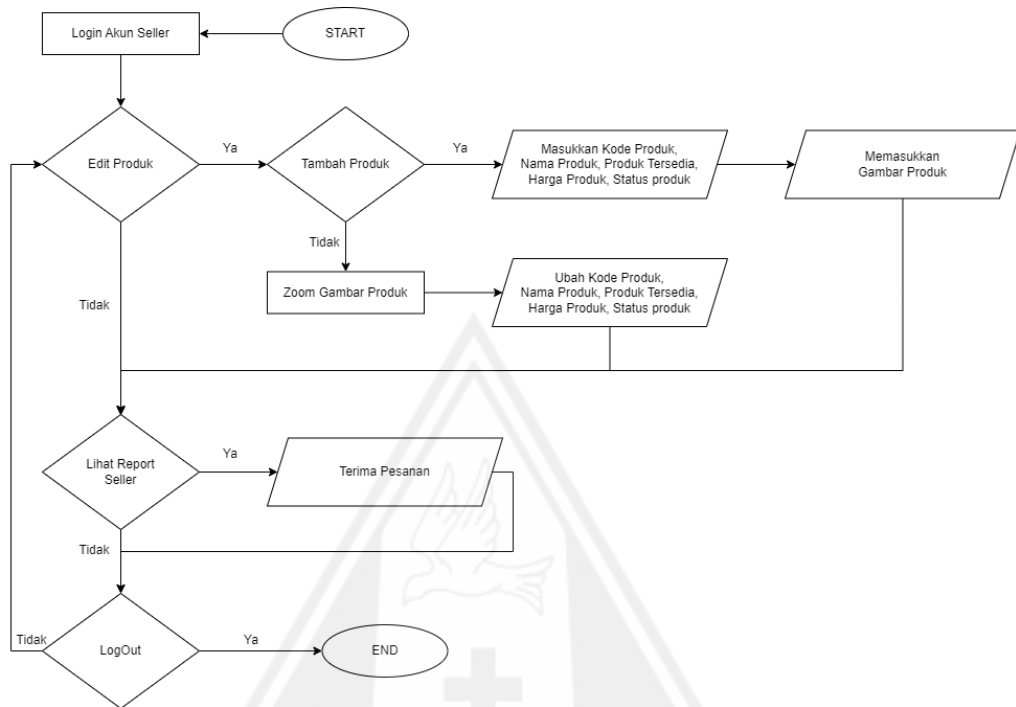 Login Akun Seller
START
Edit Produk
Ya
Tambah Produk
Ya
Masukkan Kode Produk,
Nama Produk, Produk Tersedia,
Harga Produk, Status produk
Memasukkan
Gambar Produk
Tidak
Tidak
Zoom Gambar Produk
Ubah Kode Produk,
Nama Produk, Produk Tersedia,
Harga Produk, Status produk
Lihat Report
Seller
Ya
Terima Pesanan
Tidak
Tidak
LogOut
Ya
END